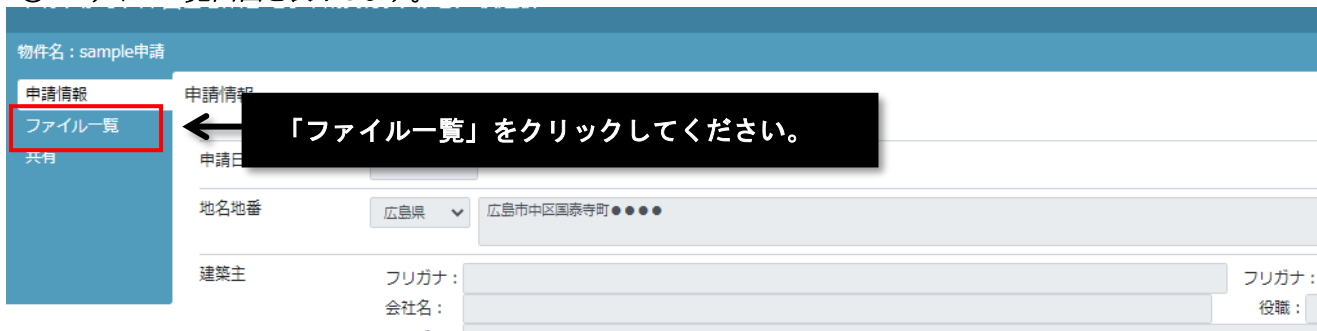 物件名：sample申請
申請情報
申請情報
ファイル一覧
「ファイル一覧」をクリックしてください。
共有
申請日
地名地番
広島県
広島市中区国泰寺町●●●●
建築主
フリガナ：
フリガナ：
会社名：
役職：